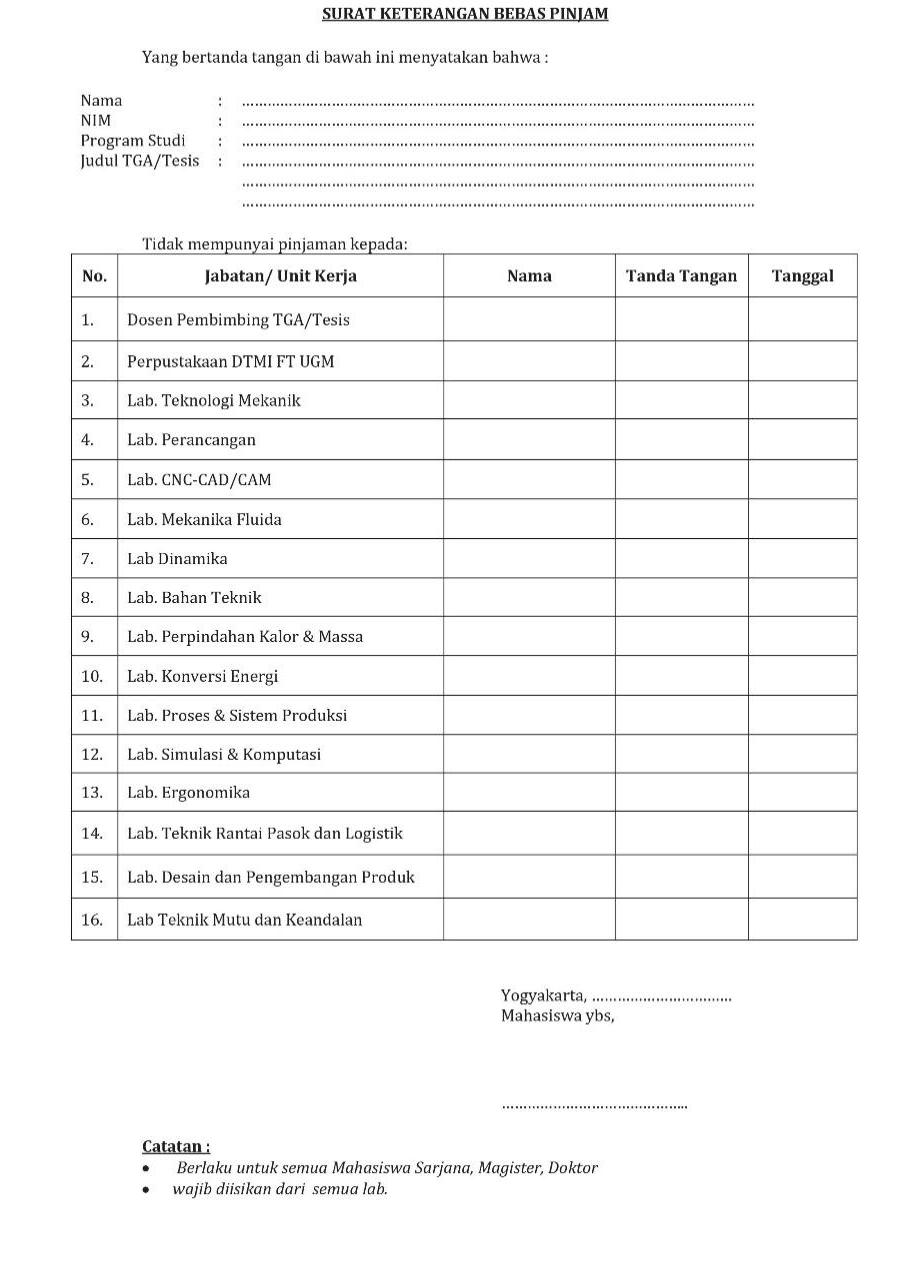 SURAT KETERANGAN BEBAS PINJAM
Yang bertanda tangan di bawah ini menyatakan bahwa :
Nama : ....................................................................................................................
NIM : ....................................................................................................................
Program Studi : ....................................................................................................................
Judul TGA/Tesis : ....................................................................................................................
....................................................................................................................
....................................................................................................................
Tidak mempunyai pinjaman kepada:
No. Jabatan/ Unit Kerja Nama Tanda Tangan Tanggal
1. Dosen Pembimbing TGA/Tesis
2. Perpustakaan DTMI FT UGM
3. Lab. Teknologi Mekanik
4. Lab. Perancangan
5. Lab. CNC-CAD/CAM
6. Lab. Mekanika Fluida
7. Lab Dinamika
8. Lab. Bahan Teknik
9. Lab. Perpindahan Kalor & Massa
10. Lab. Konversi Energi
11. Lab. Proses & Sistem Produksi
12. Lab. Simulasi & Komputasi
13. Lab. Ergonomika
14. Lab. Teknik Rantai Pasok dan Logistik
15. Lab. Desain dan Pengembangan Produk
16. Lab Teknik Mutu dan Keandalan
Yogyakarta, .................................
Mahasiswa ybs,
............................................
Catatan :
• Berlaku untuk semua Mahasiswa Sarjana, Magister, Doktor
• wajib diisikan dari semua lab.